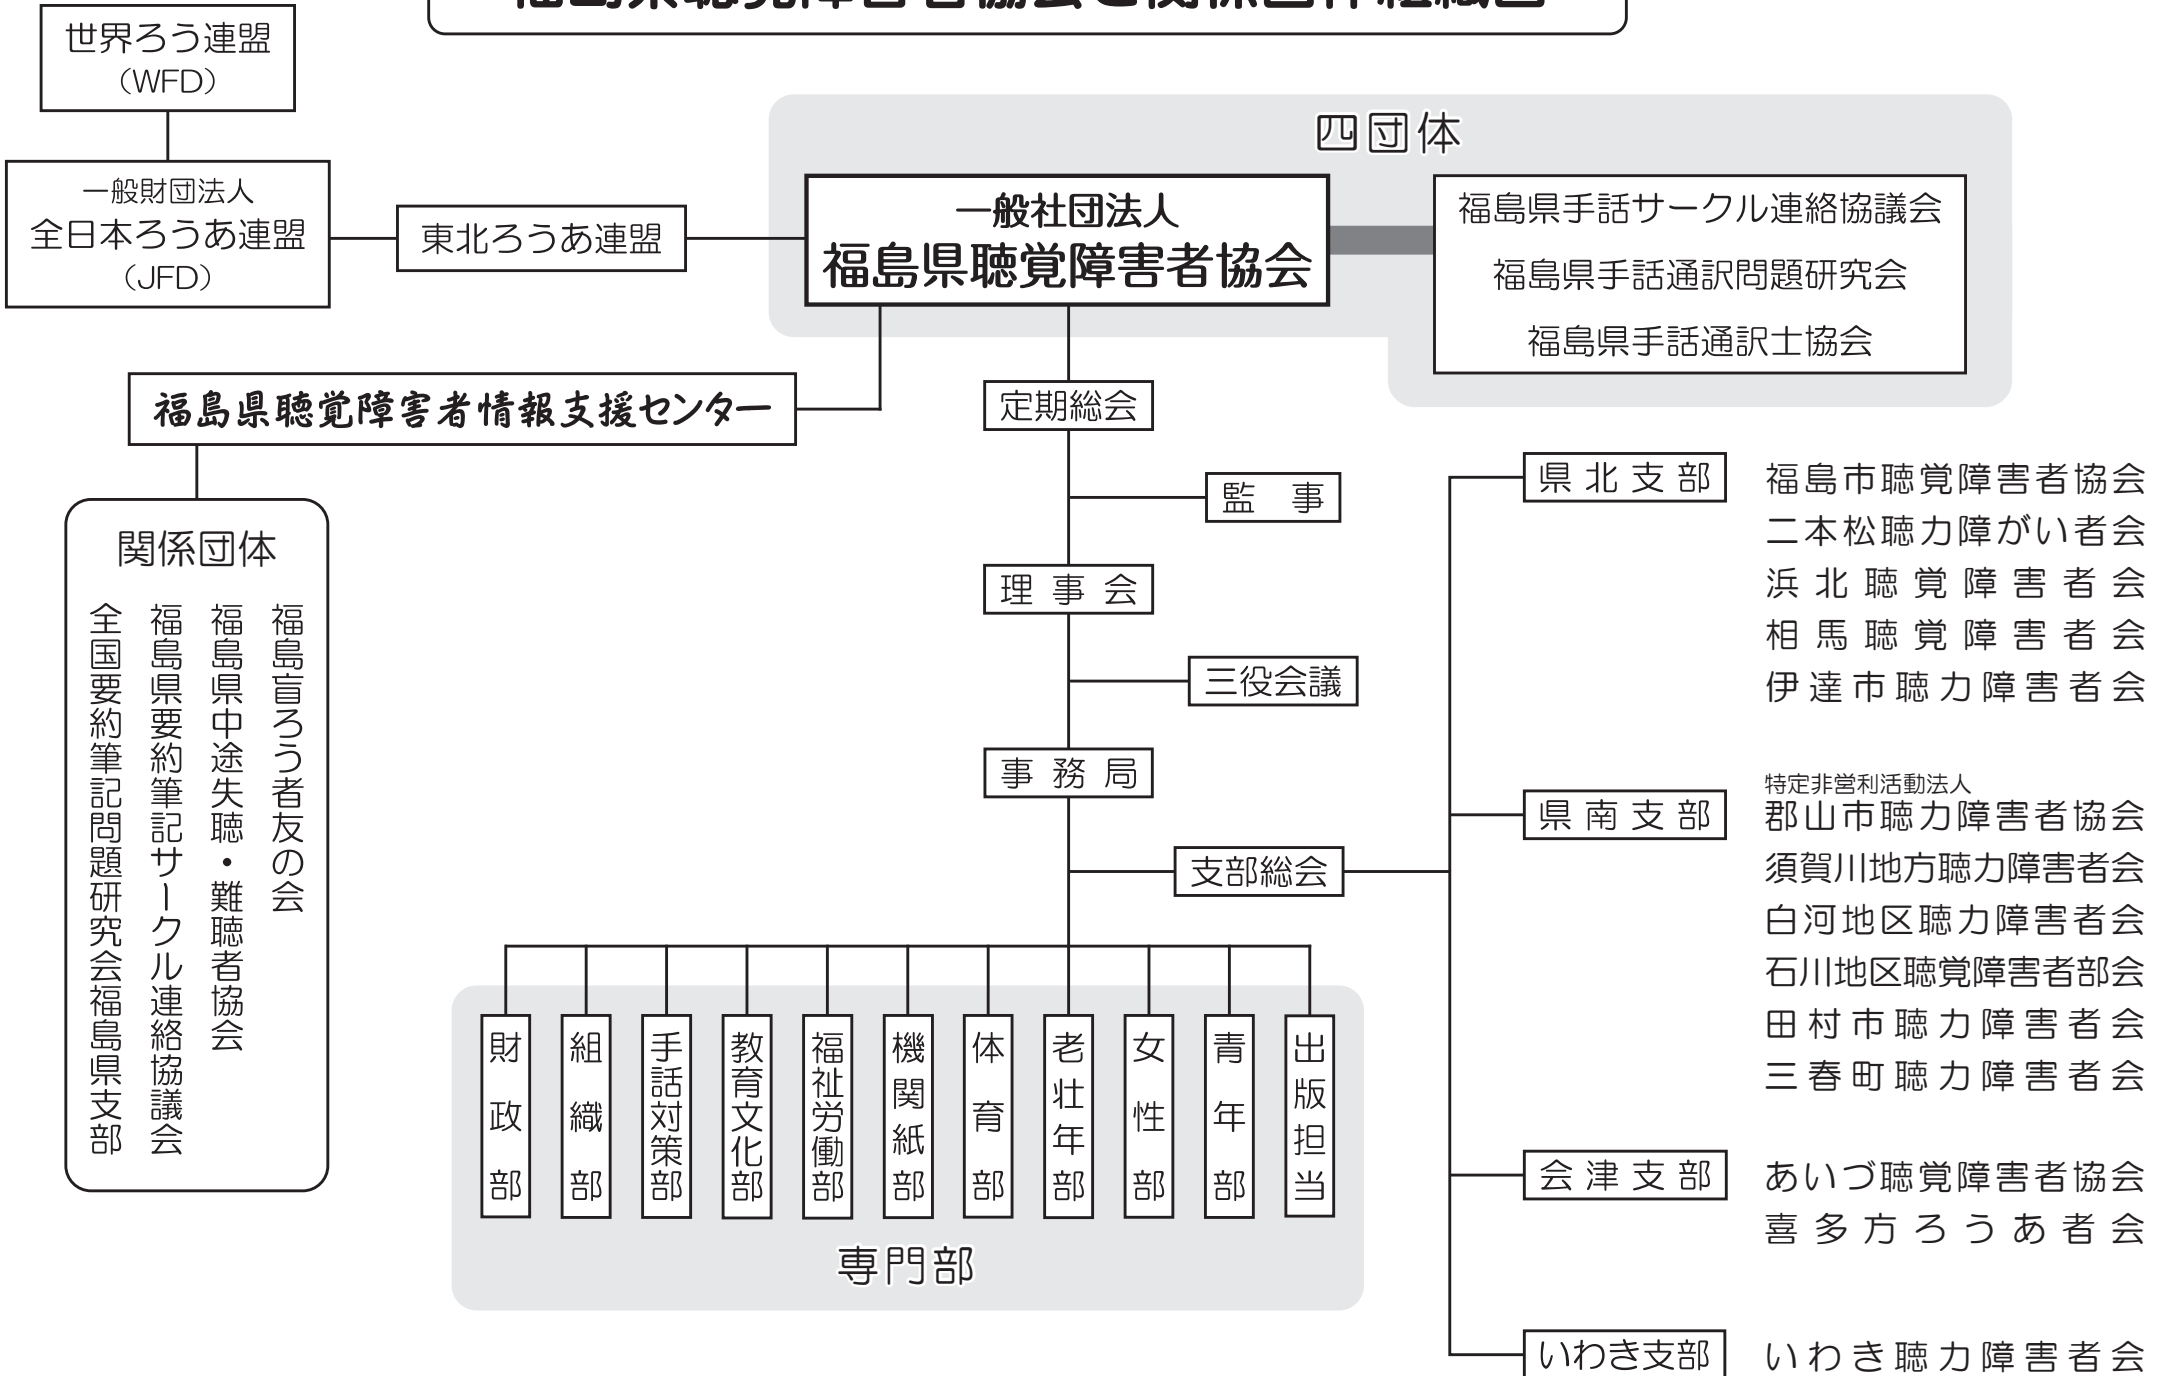 福島県聴覚障害者協会と関係団体組織図
世界ろう連盟
(WFD)
一般財団法人
全日本ろうあ連盟
(JFD)
東北ろうあ連盟
四団体
一般社団法人
福島県聴覚障害者協会
福島県手話サークル連絡協議会
福島県手話通訳問題研究会
福島県手話通訳士協会
福島県聴覚障害者情報支援センター
関係団体
福島盲ろう者友の会
福島県中途失聴・難聴者協会
福島県要約筆記サークル連絡協議会
全国要約筆記問題研究会福島県支部
定期総会
監 事
理事会
三役会議
事務局
支部総会
財政部
組織部
手話対策部
教育文化部
福祉労働部
機関紙部
体育部
老壮年部
女性部
青年部
出版担当
専門部
県北支部
福島市聴覚障害者協会
二本松聴力障がい者会
浜北聴覚障害者会
相馬聴覚障害者会
伊達市聴力障害者会
県南支部
特定非営利活動法人
郡山市聴力障害者協会
須賀川地方聴力障害者会
白河地区聴力障害者会
石川地区聴覚障害者部会
田村市聴力障害者会
三春町聴力障害者会
会津支部
あいづ聴覚障害者協会
喜多方ろうあ者会
いわき支部
いわき聴力障害者会